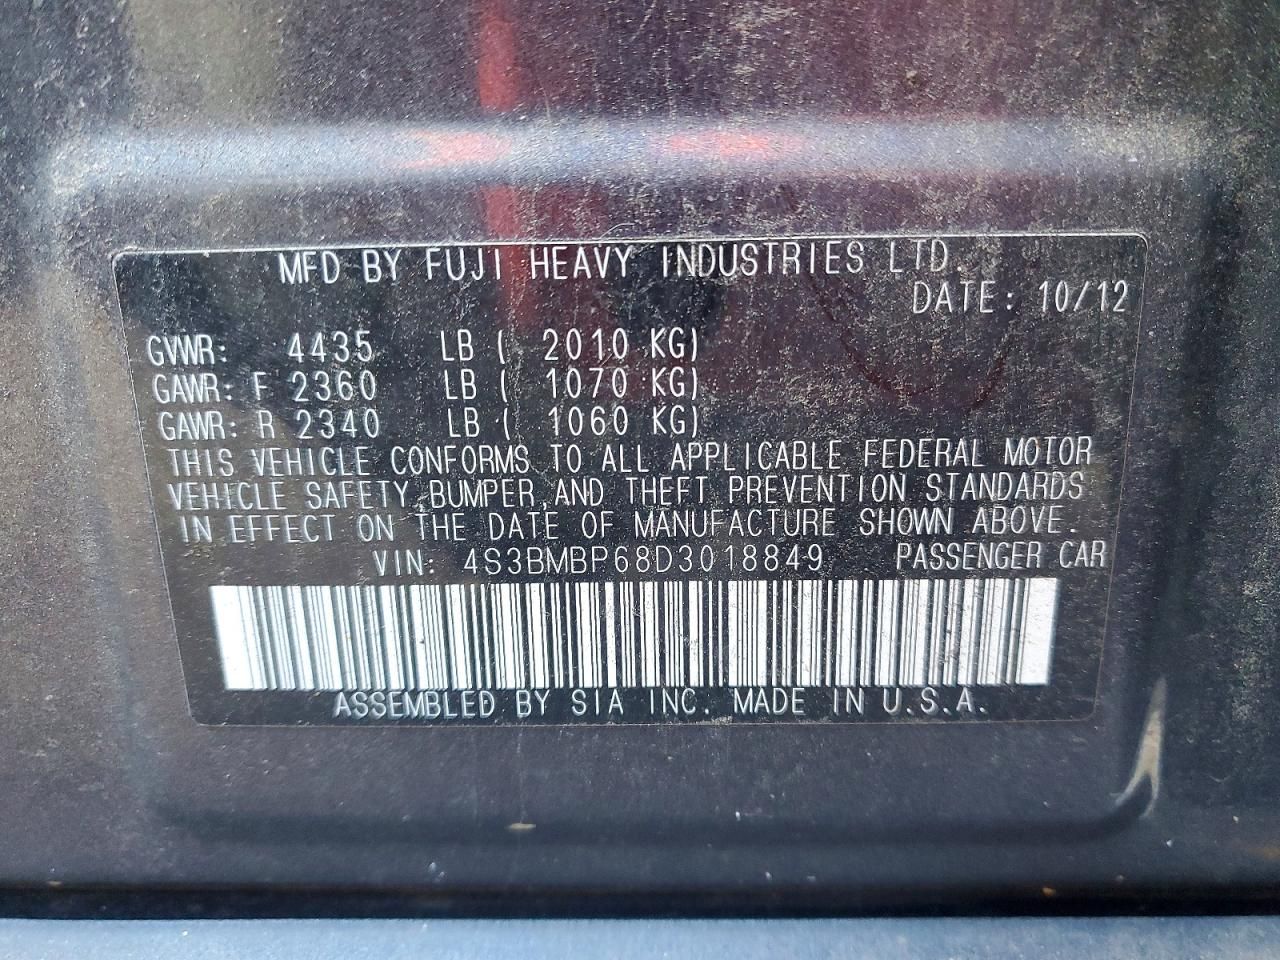 MFD BY FUJI HEAVY INDUSTRIES LTD.
DATE: 10/12
GVWR: 4435 LB ( 2010 KG)
GAWR: F 2360 LB ( 1070 KG)
GAWR: R 2340 LB ( 1060 KG)
THIS VEHICLE CONFORMS TO ALL APPLICABLE FEDERAL MOTOR
VEHICLE SAFETY,BUMPER,AND THEFT PREVENTION STANDARDS
IN EFFECT ON THE DATE OF MANUFACTURE SHOWN ABOVE.
VIN: 4S3BMBP68D3018849 PASSENGER CAR
ASSEMBLED BY SIA INC. MADE IN U.S.A.